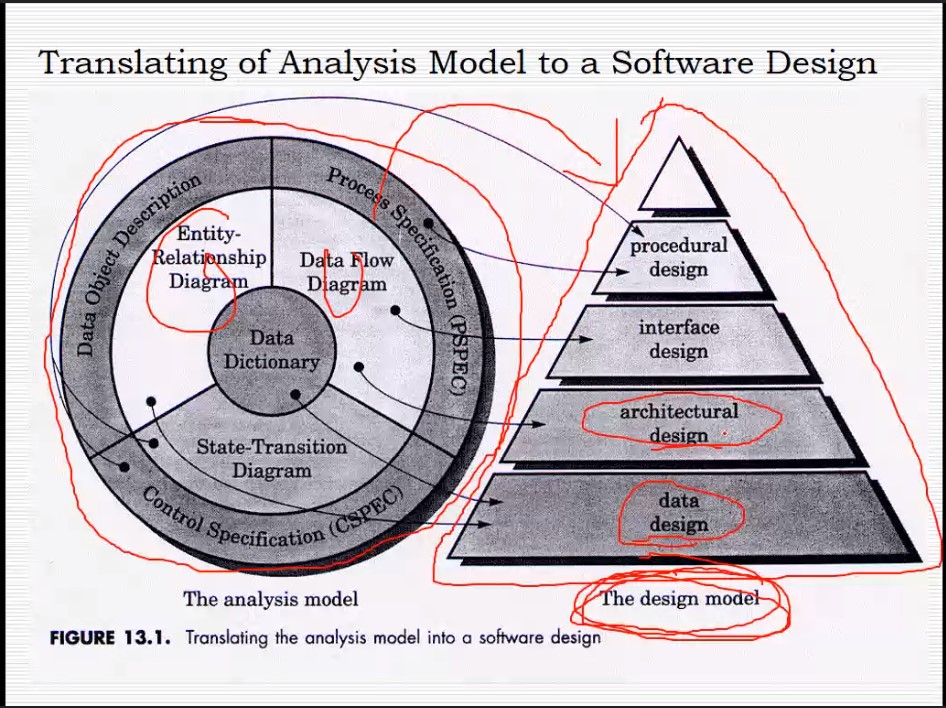 Translating of Analysis Model to a Software Design
Data Object Description
Process Specification (PSPEC)
Entity-
Relationship
Diagram
Data Flow
Diagram
Data
Dictionary
State-Transition
Diagram
Control Specification (CSPEC)
procedural
design
interface
design
architectural
design
data
design
The analysis model
The design model
FIGURE 13.1. Translating the analysis model into a software design